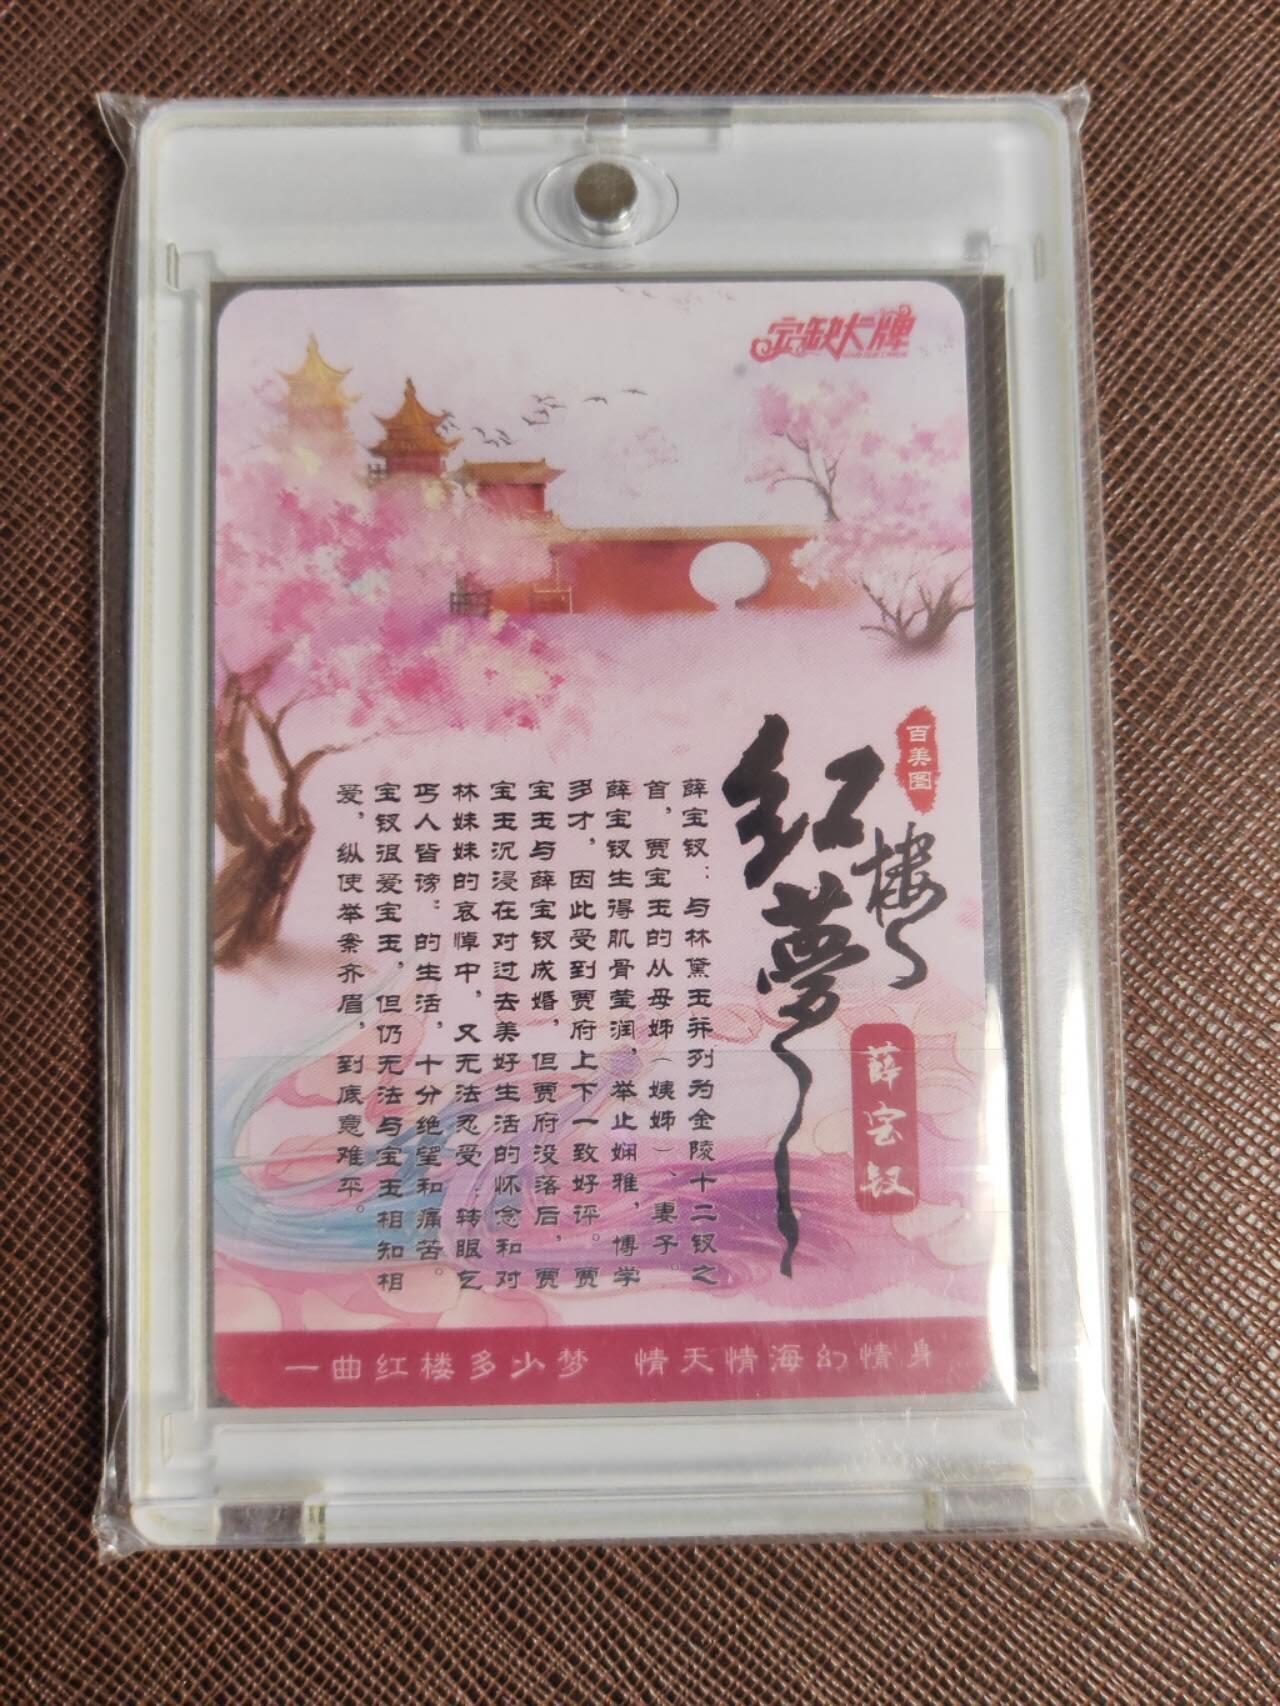 缺大牌
百美图
红楼夢
薛宝钗
薛宝钗：与林黛玉并列为金陵十二钗之
首，贾宝玉的从母姊（姨姊）、妻子。
薛宝钗生得肌骨莹润，举止娴雅，博学
多才，因此受到贾府上下一致好评。贾
宝玉与薛宝钗成婚，但贾府没落后，贾
宝玉沉浸在对过去美好生活的怀念和对
林妹妹的哀悼中，又无法忍受“转眼乞
丐人皆谤”的生活，十分绝望和痛苦。
宝钗很爱宝玉，但仍无法与宝玉相知相
爱，纵使举案齐眉，到底意难平。
一曲红楼多少梦 情天情海幻情身